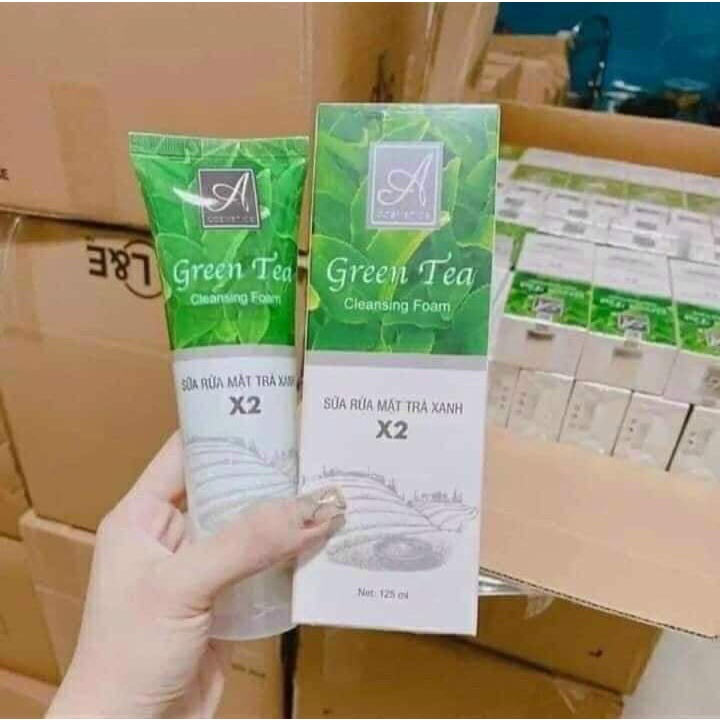 A
cosmetics
Green Tea
Cleansing Foam
SỮA RỬA MẶT TRÀ XANH
X2
A
cosmetics
Green Tea
Cleansing Foam
SỮA RỬA MẶT TRÀ XANH
X2
Net: 125 ml
L&E